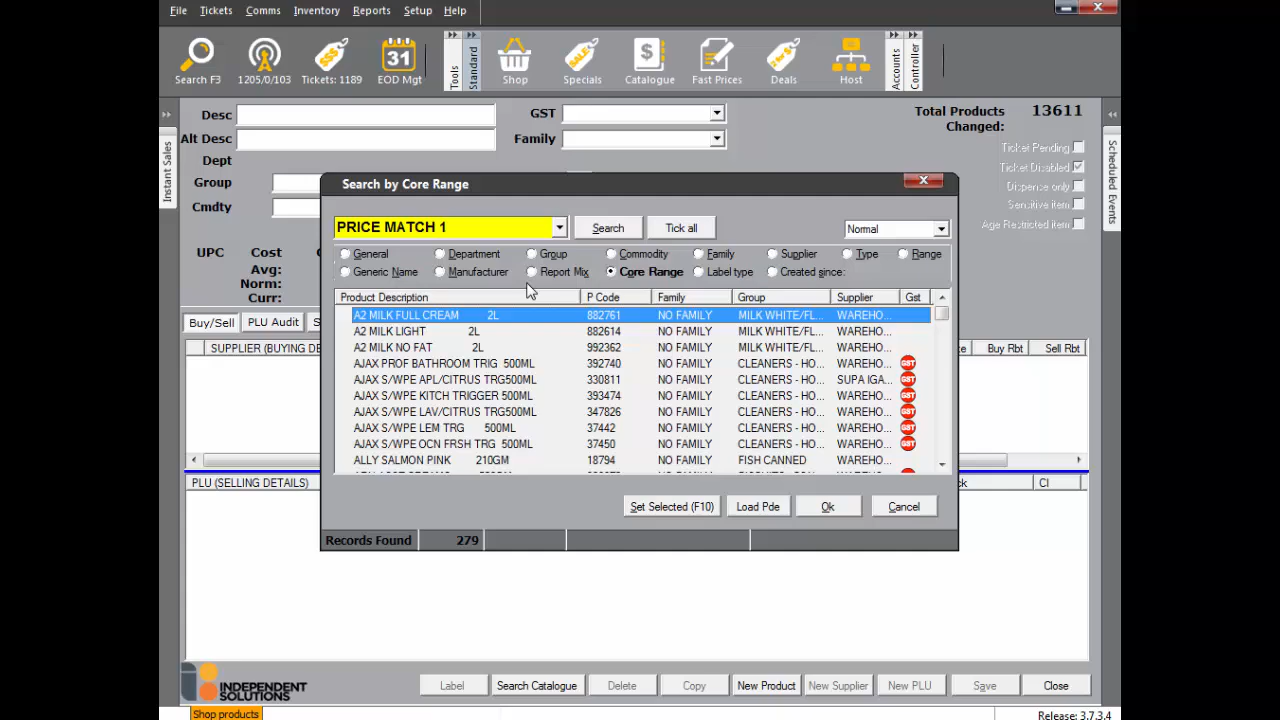 File Tickets Comms Inventory Reports Setup Help
Search F3 1205/0/103 Tickets: 1189 31 EOD Mgt Tools Standard Shop SALE Specials $ Catalogue Fast Prices Deals Host Accounts Controller
Desc GST Total Products 13611
Alt Desc Family Changed:
Dept Ticket Pending
Group Ticket Disabled
Cmdty Dispense only
Sensitive item
Age Restricted item
Instant Sales
Scheduled Events
UPC Cost
Avg:
Norm:
Curr:
Buy/Sell PLU Audit S
SUPPLIER (BUYING DE te Buy Rbt Sell Rbt
PLU (SELLING DETAILS) ck Cl
Search by Core Range
PRICE MATCH 1 Search Tick all Normal
General Department Group Commodity Family Supplier Type Range
Generic Name Manufacturer Report Mix Core Range Label type Created since:
Product Description P Code Family Group Supplier Gst
A2 MILK FULL CREAM 2L 882761 NO FAMILY MILK WHITE/FL... WAREHO...
A2 MILK LIGHT 2L 882614 NO FAMILY MILK WHITE/FL... WAREHO...
A2 MILK NO FAT 2L 992362 NO FAMILY MILK WHITE/FL... WAREHO...
AJAX PROF BATHROOM TRIG 500ML 392740 NO FAMILY CLEANERS - HO... WAREHO... GST
AJAX S/WPE APL/CITRUS TRG500ML 330811 NO FAMILY CLEANERS - HO... SUPA IGA... GST
AJAX S/WPE KITCH TRIGGER 500ML 393474 NO FAMILY CLEANERS - HO... WAREHO... GST
AJAX S/WPE LAV/CITRUS TRG500ML 347826 NO FAMILY CLEANERS - HO... WAREHO... GST
AJAX S/WPE LEM TRG 500ML 37442 NO FAMILY CLEANERS - HO... WAREHO... GST
AJAX S/WPE OCN FRSH TRG 500ML 37450 NO FAMILY CLEANERS - HO... WAREHO... GST
ALLY SALMON PINK 210GM 18794 NO FAMILY FISH CANNED WAREHO...
Set Selected (F10) Load Pde Ok Cancel
Records Found 279
INDEPENDENT
SOLUTIONS
Label Search Catalogue Delete Copy New Product New Supplier New PLU Save Close
Shop products Release: 3.7.3.4